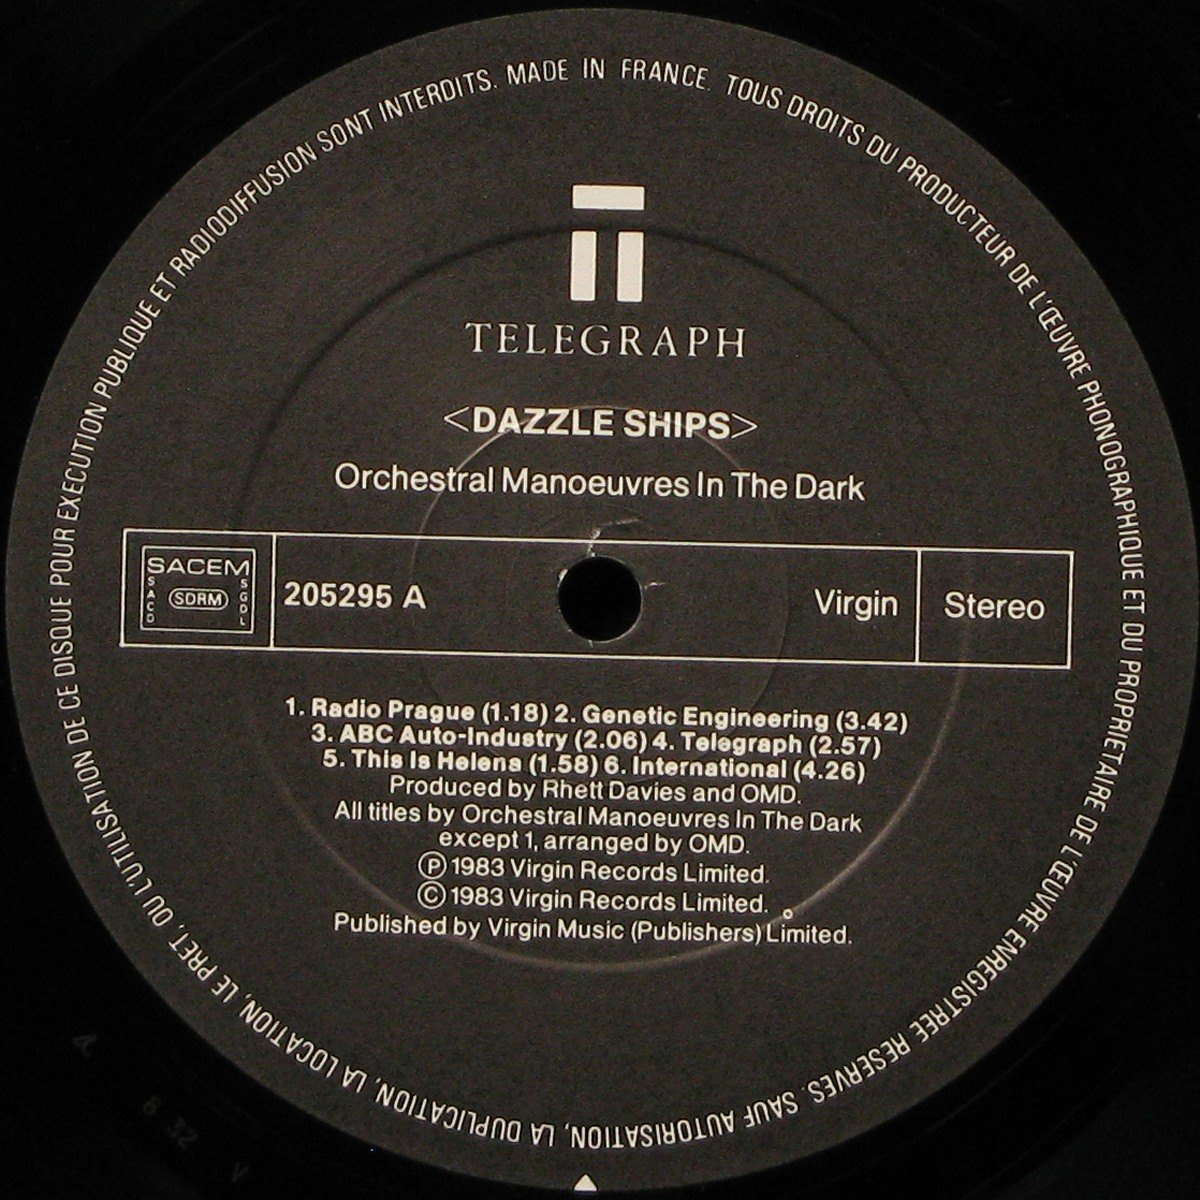 MADE IN FRANCE. TOUS DROITS DU PRODUCTEUR DE L'ŒUVRE PHONOGRAPHIQUE ET DU PROPRIETAIRE DE L'ŒUVRE ENREGISTREE RESERVES. SAUF AUTORISATION, LA DUPLICATION, LA LOCATION, LE PRET, OU L'UTILISATION DE CE DISQUE POUR EXECUTION PUBLIQUE ET RADIODIFFUSION SONT INTERDITS.
TELEGRAPH
<DAZZLE SHIPS>
Orchestral Manoeuvres In The Dark
SACEM
SACD
SDRM
SGDL
205295 A
Virgin
Stereo
1. Radio Prague (1.18) 2. Genetic Engineering (3.42)
3. ABC Auto-Industry (2.06) 4. Telegraph (2.57)
5. This Is Helena (1.58) 6. International (4.26)
Produced by Rhett Davies and OMD.
All titles by Orchestral Manoeuvres In The Dark
except 1, arranged by OMD.
Ⓟ 1983 Virgin Records Limited.
© 1983 Virgin Records Limited.
Published by Virgin Music (Publishers) Limited.